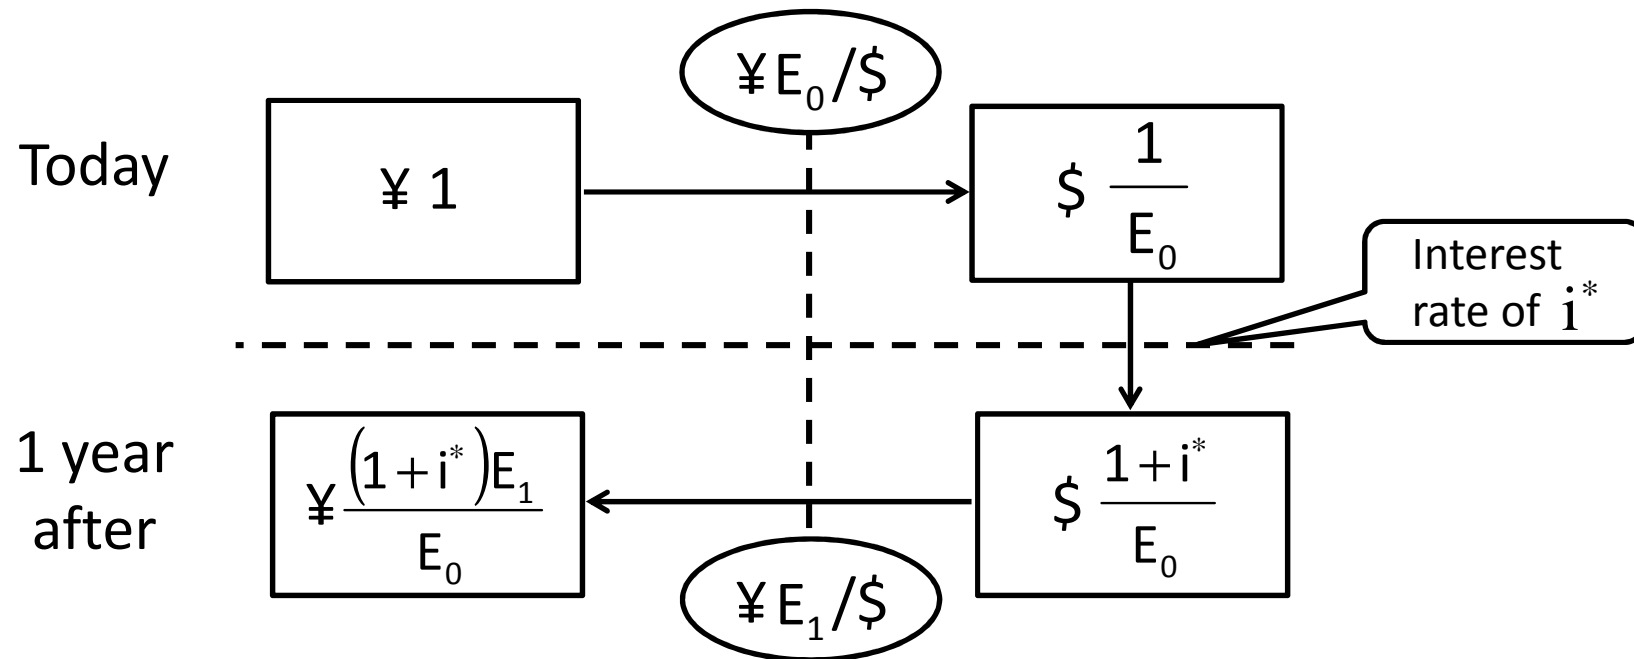 ¥E₀/$
Today
¥ 1
$ 1/E₀
Interest
rate of i*
1 year
after
¥ (1+i*)E₁/E₀
$ 1+i*/E₀
¥E₁/$